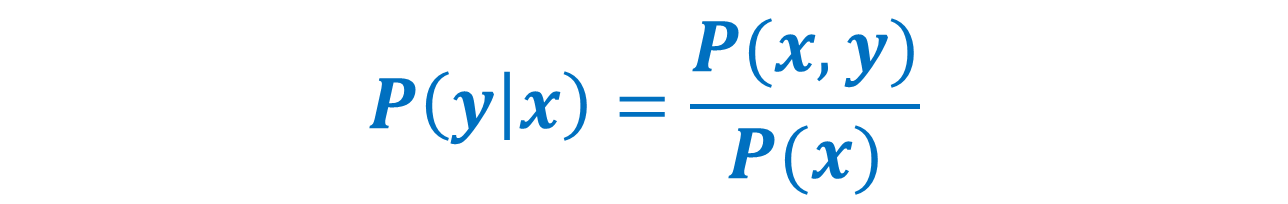 P(y|x) = P(x, y) / P(x)